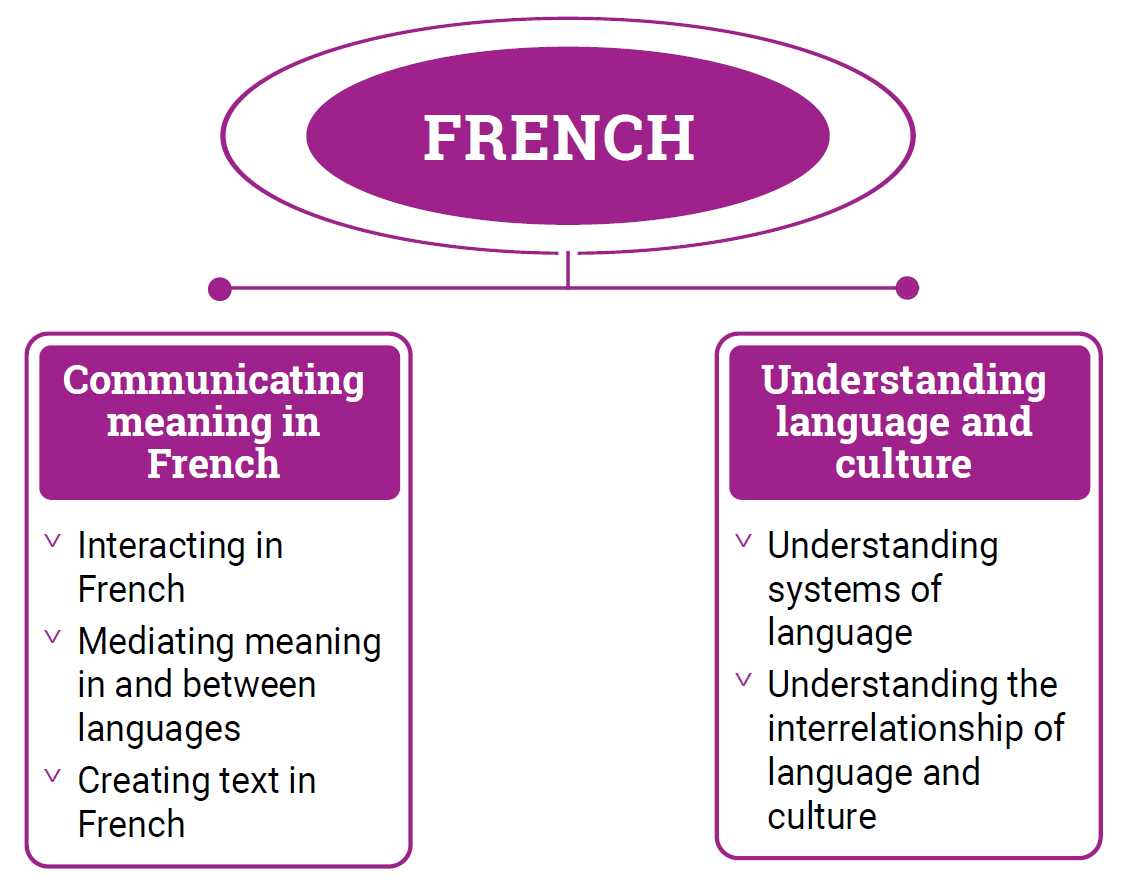 FRENCH
Communicating
meaning in
French
Interacting in
French
Mediating meaning
in and between
languages
Creating text in
French
Understanding
language and
culture
Understanding
systems of
language
Understanding the
interrelationship of
language and
culture